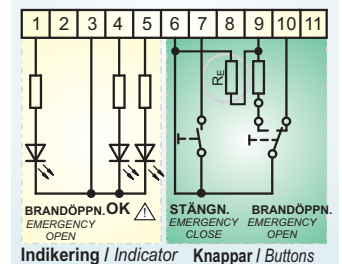 1 2 3 4 5 6 7 8 9 10 11
RE
BRANDÖPPN. OK STÄNGN. BRANDÖPPN.
EMERGENCY EMERGENCY EMERGENCY
OPEN CLOSE OPEN
Indikering / Indicator Knappar / Buttons